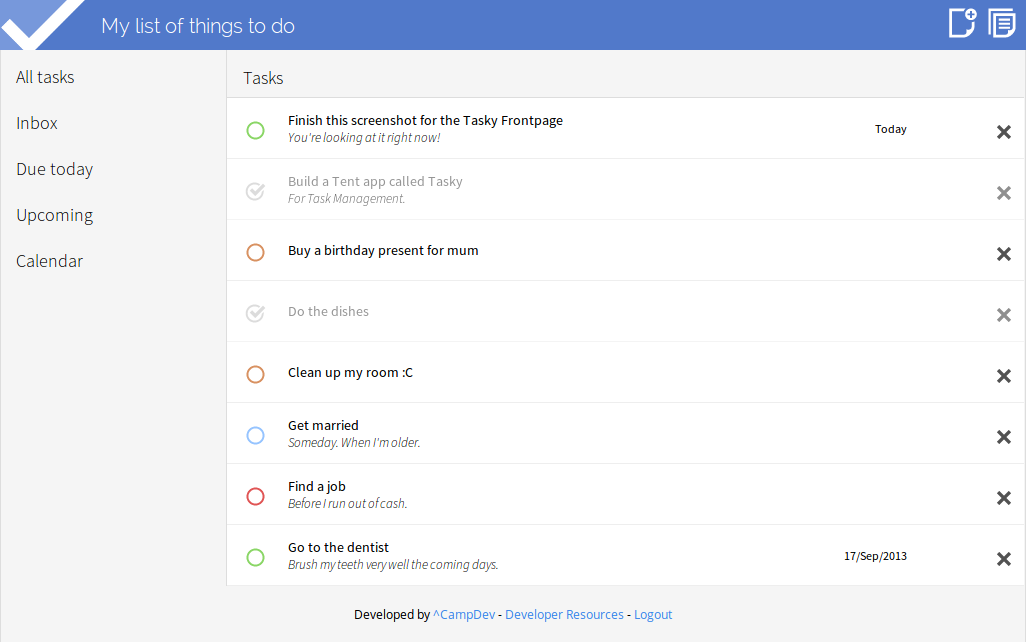 My list of things to do
All tasks
Inbox
Due today
Upcoming
Calendar
Tasks
Finish this screenshot for the Tasky Frontpage
You're looking at it right now!
Today
Build a Tent app called Tasky
For Task Management.
Buy a birthday present for mum
Do the dishes
Clean up my room :C
Get married
Someday. When I'm older.
Find a job
Before I run out of cash.
Go to the dentist
Brush my teeth very well the coming days.
17/Sep/2013
Developed by ^CampDev - Developer Resources - Logout